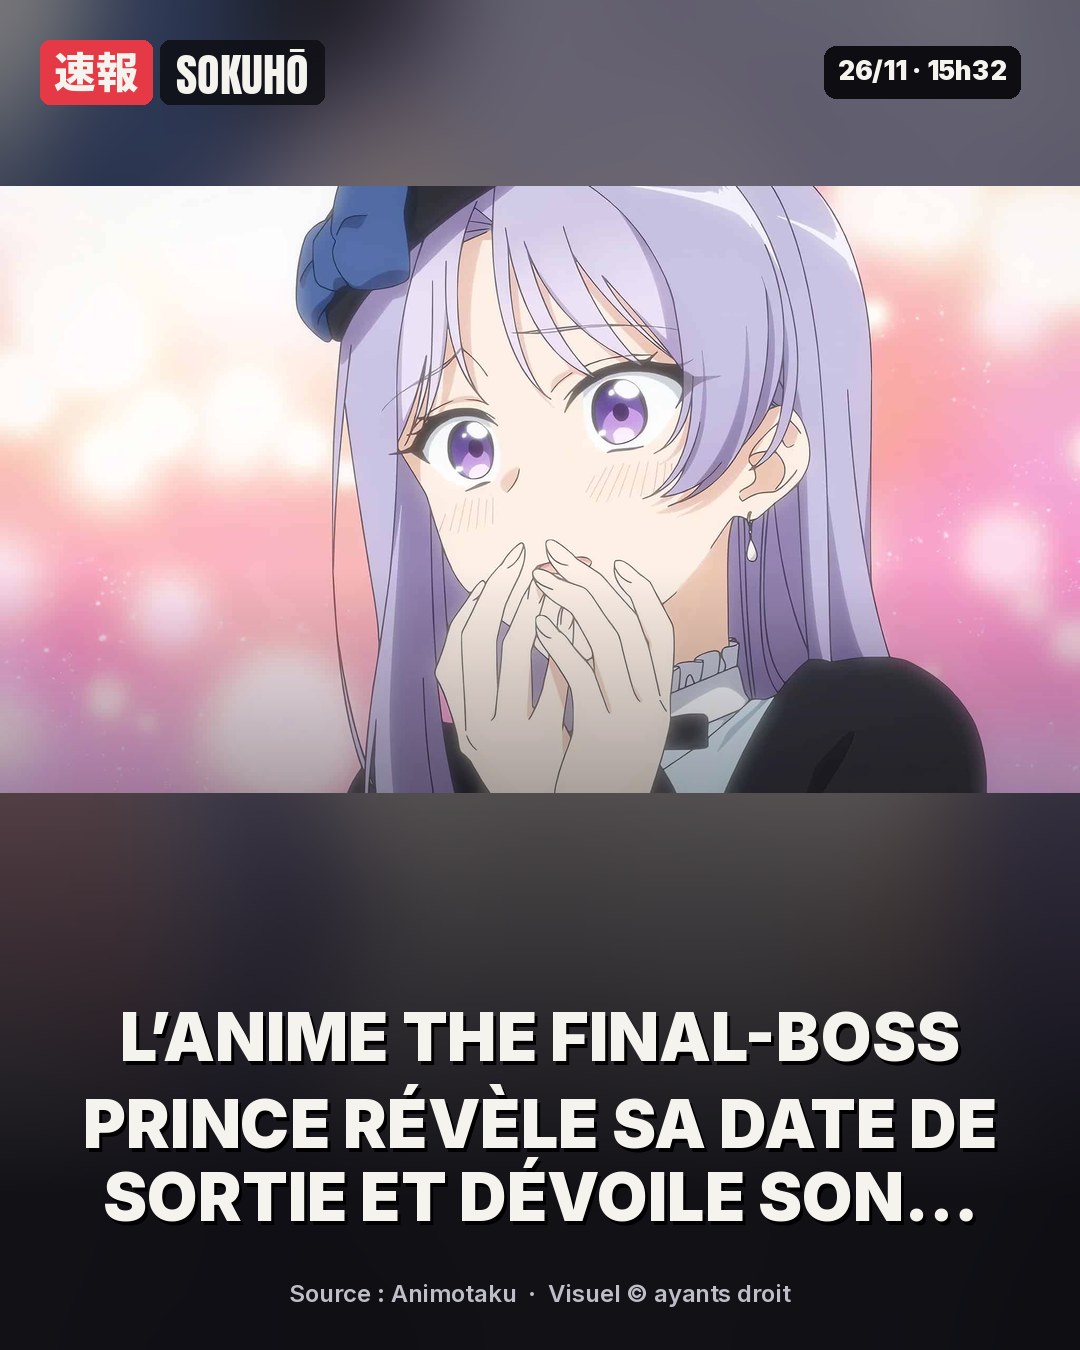 速報 SOKUHŌ
26/11 · 15h32
L’ANIME THE FINAL-BOSS
PRINCE RÉVÈLE SA DATE DE
SORTIE ET DÉVOILE SON…
Source : Animotaku · Visuel © ayants droit